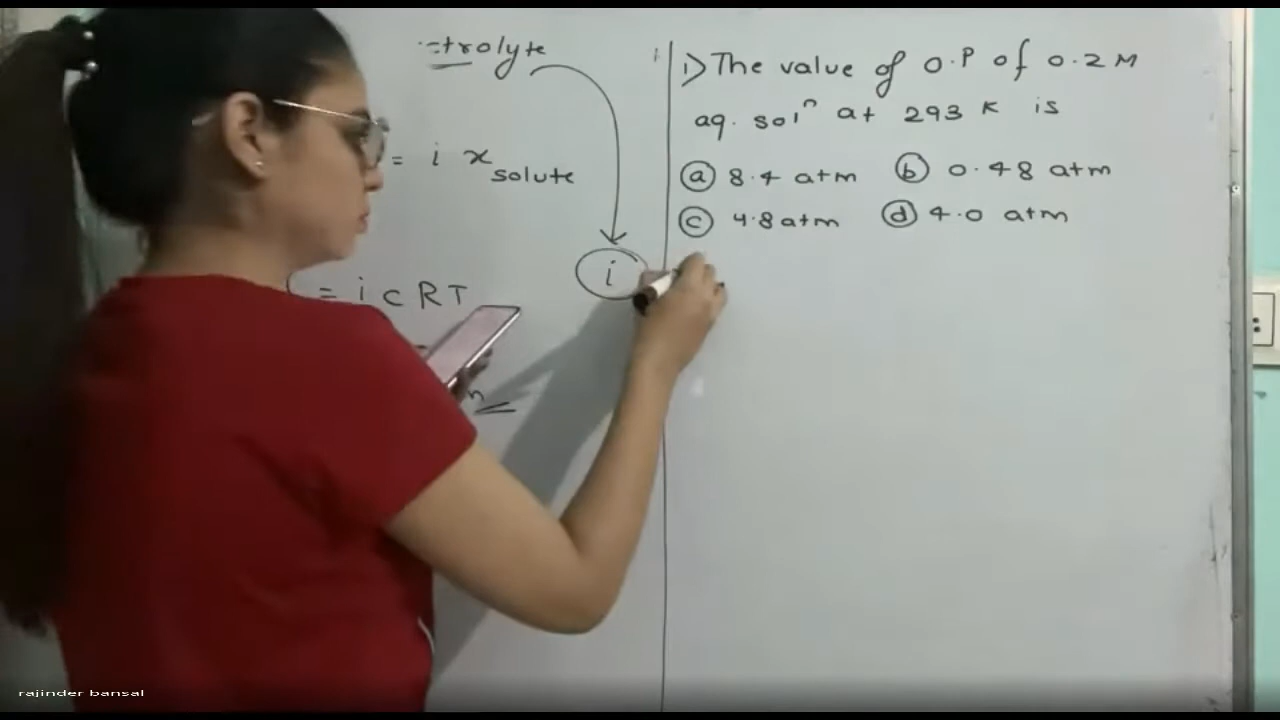 trolyte
= i x solute
i
= i c R T
1) The value of O.P of 0.2 M
aq. solⁿ at 293 K is
(a) 8.4 atm (b) 0.48 atm
(c) 4.8 atm (d) 4.0 atm
rajinder bansal